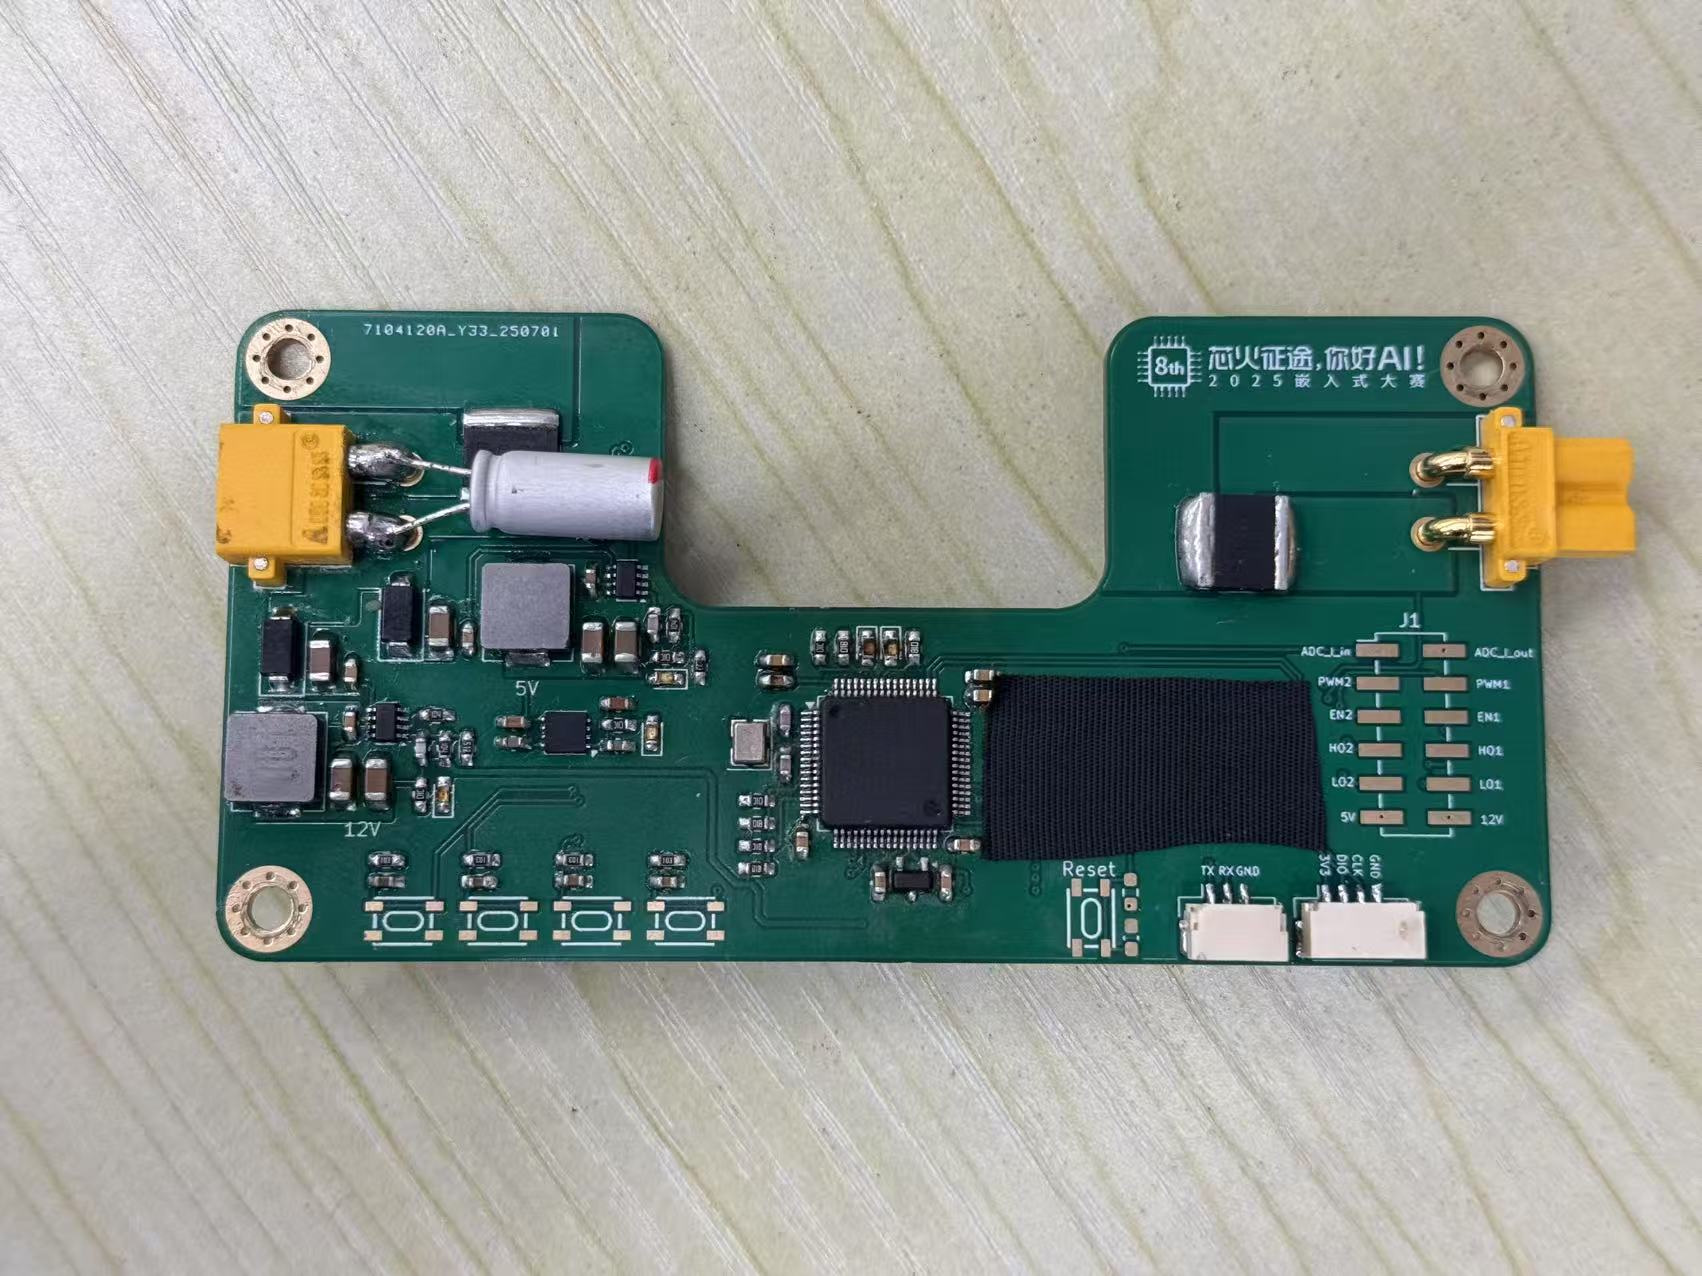 7104120A_Y33_250701
8th
芯火征途,你好AI!
2025嵌入式大赛
J1
ADC_I_in ADC_I_out
PWM2 PWM1
EN2 EN1
HO2 HO1
LO2 LO1
5V 12V
5V
12V
Reset
TX RX GND
3V3 DIO CLK GND